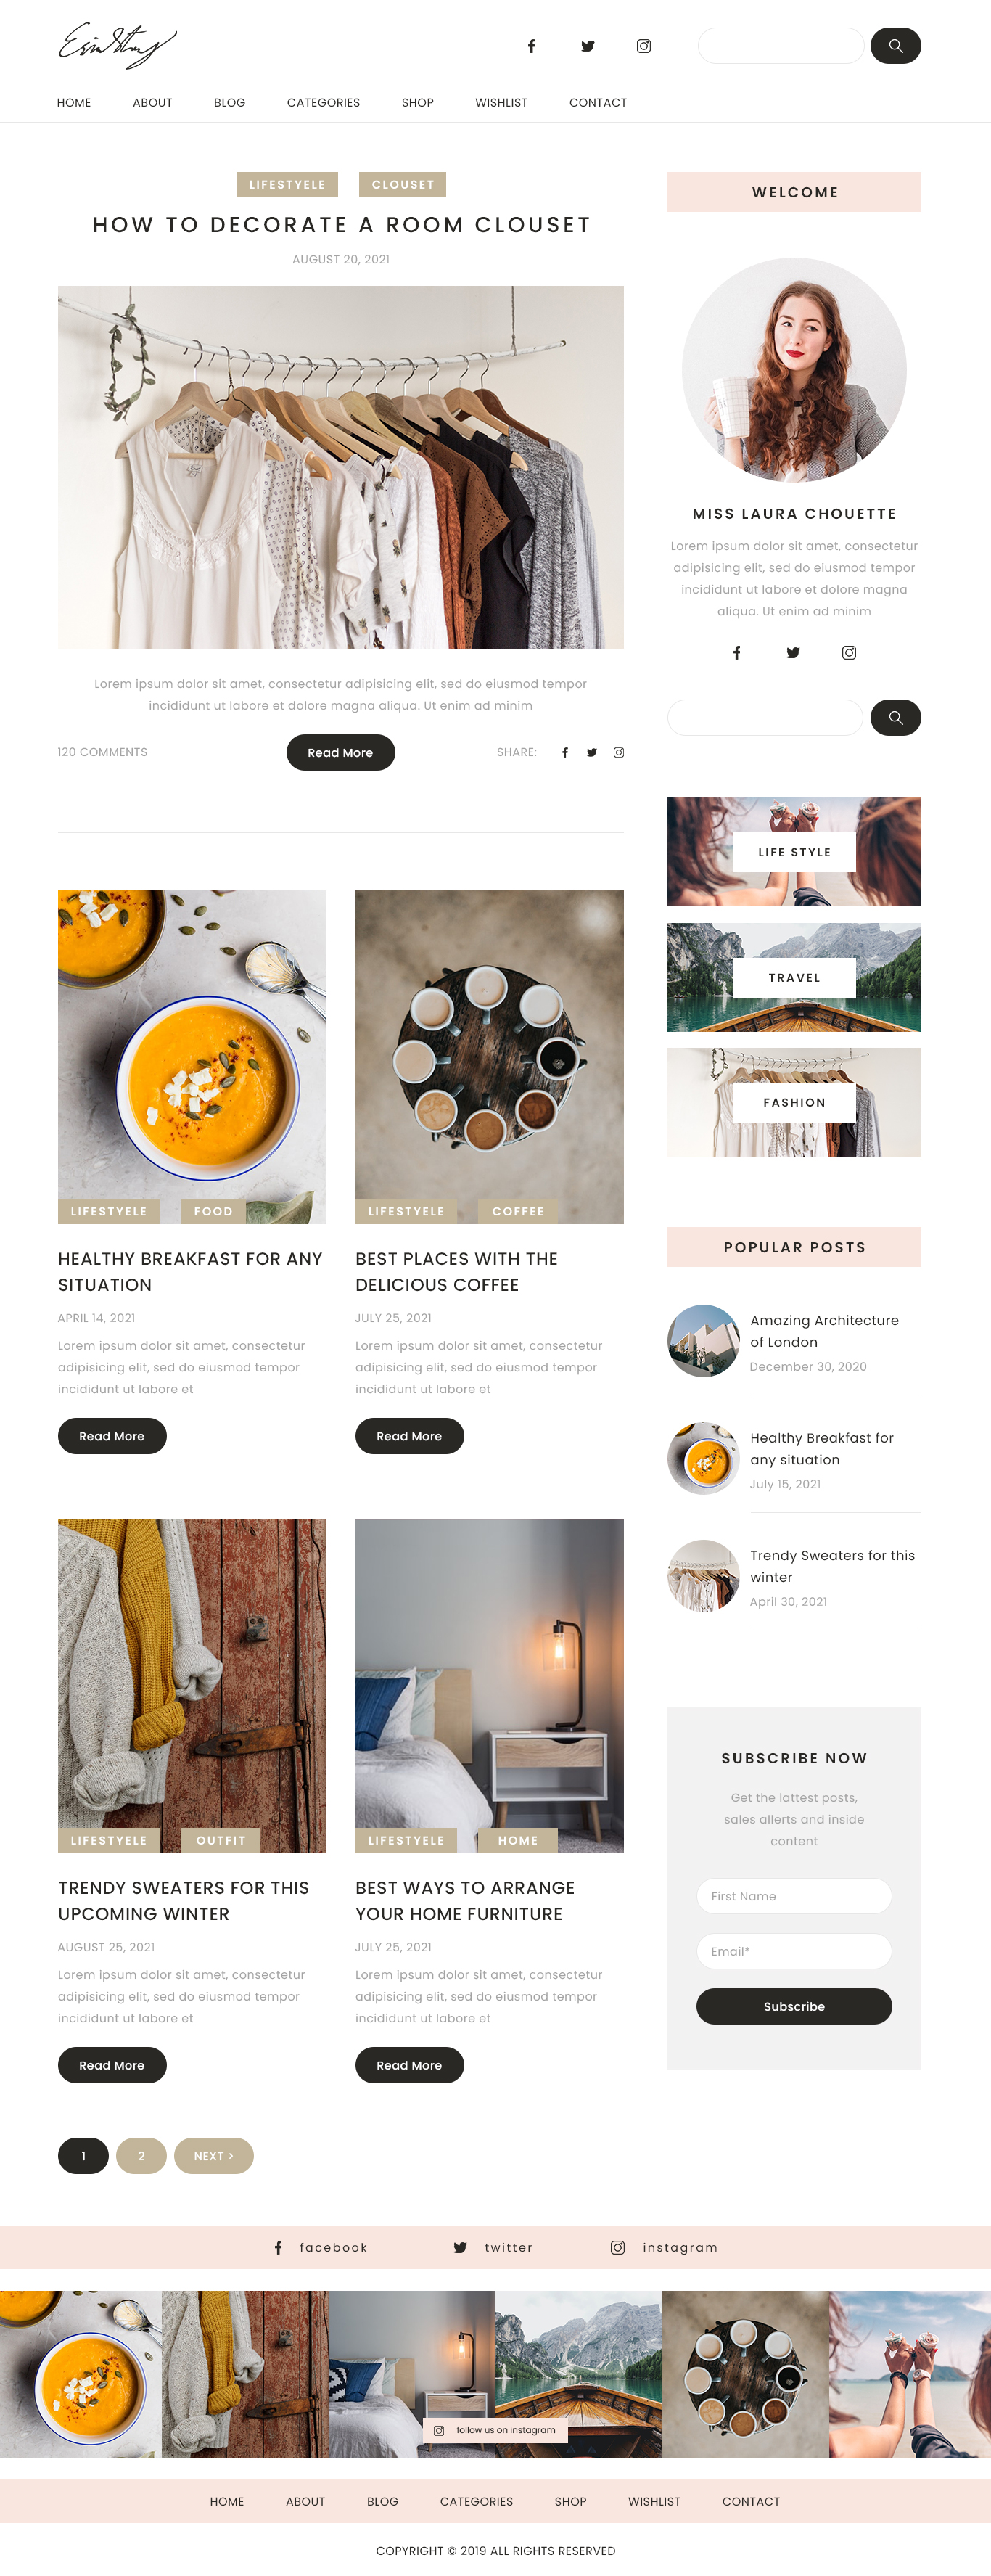 HOME ABOUT BLOG CATEGORIES SHOP WISHLIST CONTACT
LIFESTYELE CLOUSET
HOW TO DECORATE A ROOM CLOUSET
AUGUST 20, 2021
Lorem ipsum dolor sit amet, consectetur adipisicing elit, sed do eiusmod tempor
incididunt ut labore et dolore magna aliqua. Ut enim ad minim
120 COMMENTS
Read More
SHARE:
LIFESTYELE FOOD
HEALTHY BREAKFAST FOR ANY
SITUATION
APRIL 14, 2021
Lorem ipsum dolor sit amet, consectetur
adipisicing elit, sed do eiusmod tempor
incididunt ut labore et
Read More
LIFESTYELE COFFEE
BEST PLACES WITH THE
DELICIOUS COFFEE
JULY 25, 2021
Lorem ipsum dolor sit amet, consectetur
adipisicing elit, sed do eiusmod tempor
incididunt ut labore et
Read More
LIFESTYELE OUTFIT
TRENDY SWEATERS FOR THIS
UPCOMING WINTER
AUGUST 25, 2021
Lorem ipsum dolor sit amet, consectetur
adipisicing elit, sed do eiusmod tempor
incididunt ut labore et
Read More
LIFESTYELE HOME
BEST WAYS TO ARRANGE
YOUR HOME FURNITURE
JULY 25, 2021
Lorem ipsum dolor sit amet, consectetur
adipisicing elit, sed do eiusmod tempor
incididunt ut labore et
Read More
1 2 NEXT >
WELCOME
MISS LAURA CHOUETTE
Lorem ipsum dolor sit amet, consectetur
adipisicing elit, sed do eiusmod tempor
incididunt ut labore et dolore magna
aliqua. Ut enim ad minim
LIFE STYLE
TRAVEL
FASHION
POPULAR POSTS
Amazing Architecture
of London
December 30, 2020
Healthy Breakfast for
any situation
July 15, 2021
Trendy Sweaters for this
winter
April 30, 2021
SUBSCRIBE NOW
Get the lattest posts,
sales allerts and inside
content
First Name
Email*
Subscribe
facebook twitter instagram
follow us on instagram
HOME ABOUT BLOG CATEGORIES SHOP WISHLIST CONTACT
COPYRIGHT © 2019 ALL RIGHTS RESERVED